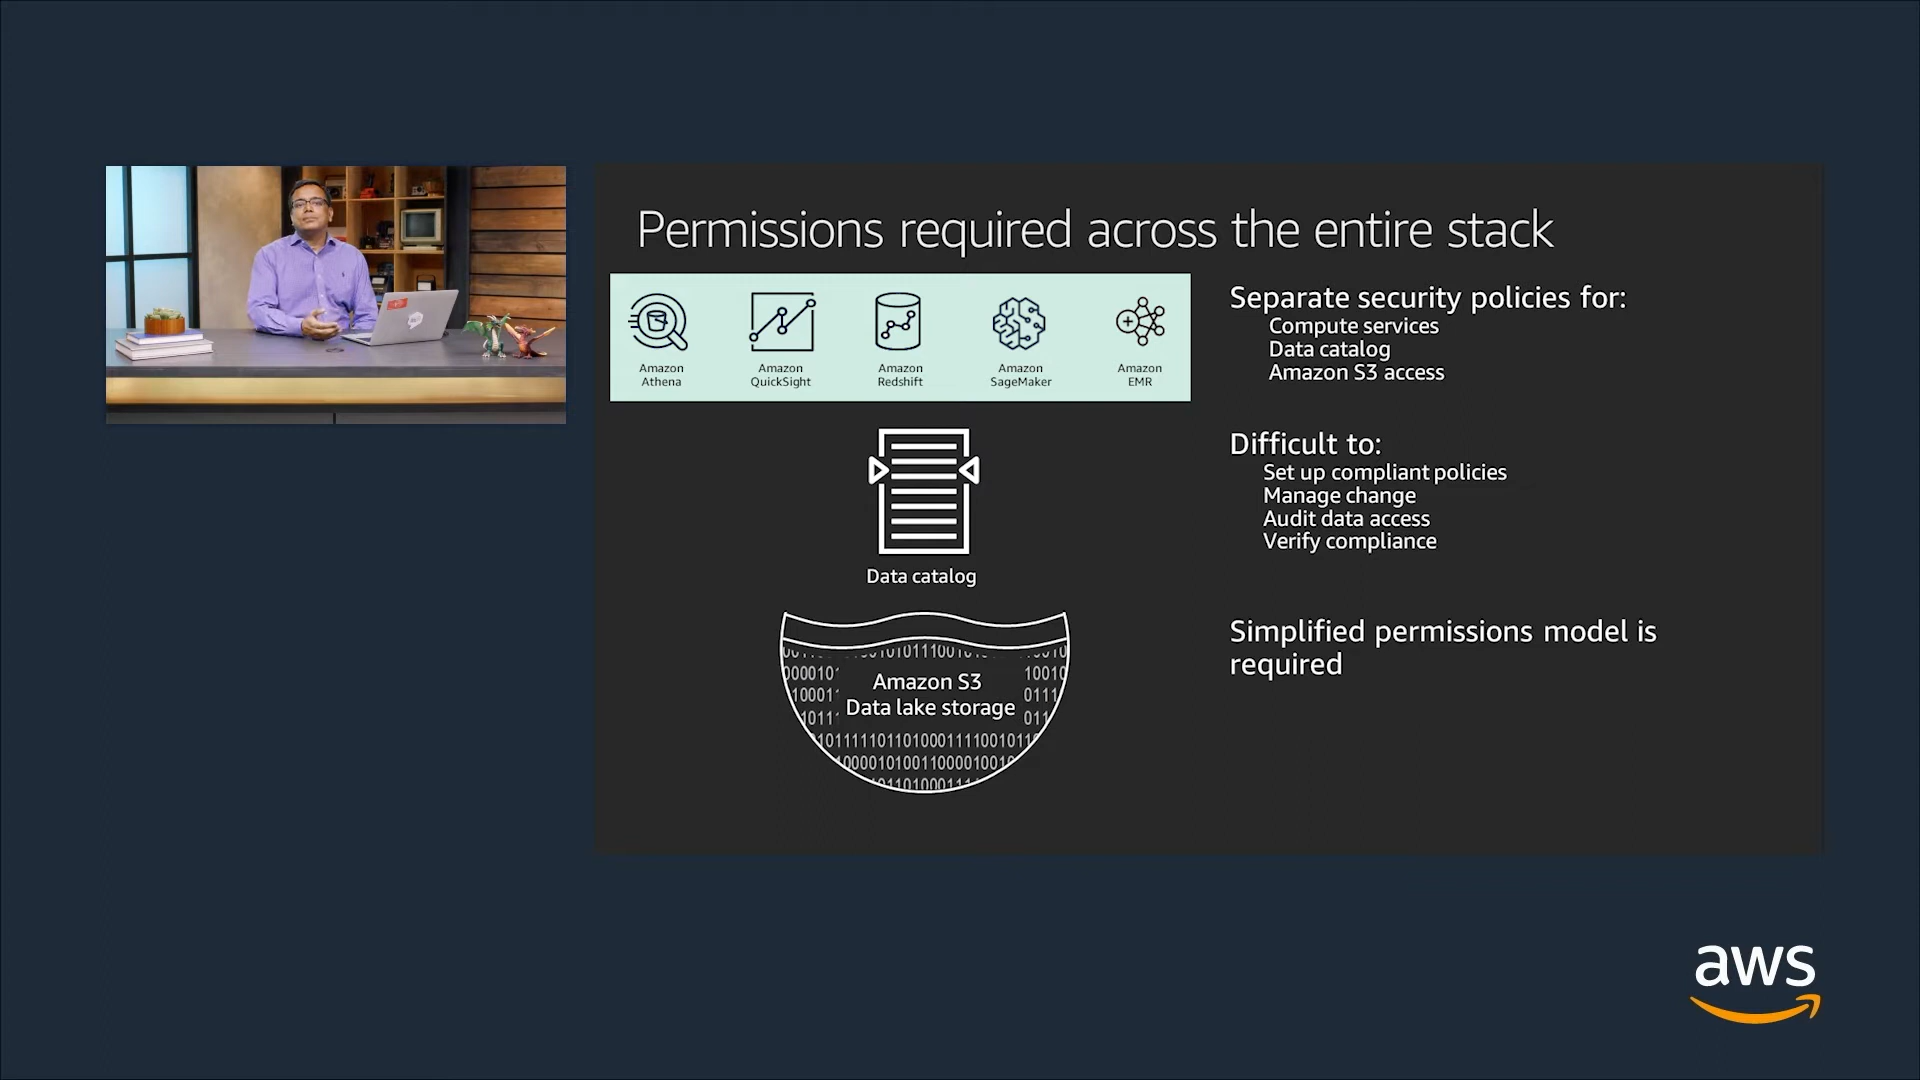 Permissions required across the entire stack
Amazon
Athena
Amazon
QuickSight
Amazon
Redshift
Amazon
SageMaker
Amazon
EMR
Separate security policies for:
Compute services
Data catalog
Amazon S3 access
Data catalog
Difficult to:
Set up compliant policies
Manage change
Audit data access
Verify compliance
Amazon S3
Data lake storage
1011111011010001111001011
1000010100110000100010
Simplified permissions model is
required
aws